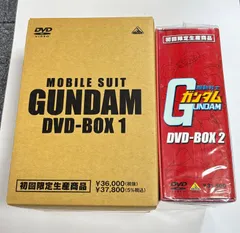 DVD
VIDEO
MOBILE SUIT
GUNDAM
DVD-BOX 1
初回限定生産商品
¥36,000(税抜)
¥37,800(5%税込)
初回限定生産商品
機動戦士
ガンダム
GUNDAM
DVD-BOX 2
DVD